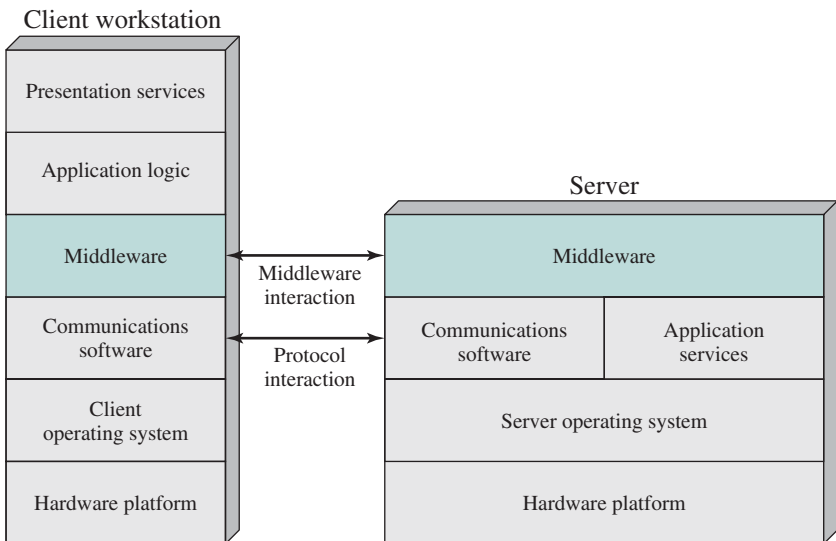 Client workstation
Presentation services
Application logic
Middleware
Communications
software
Client
operating system
Hardware platform
Middleware
interaction
Protocol
interaction
Server
Middleware
Communications
software
Application
services
Server operating system
Hardware platform